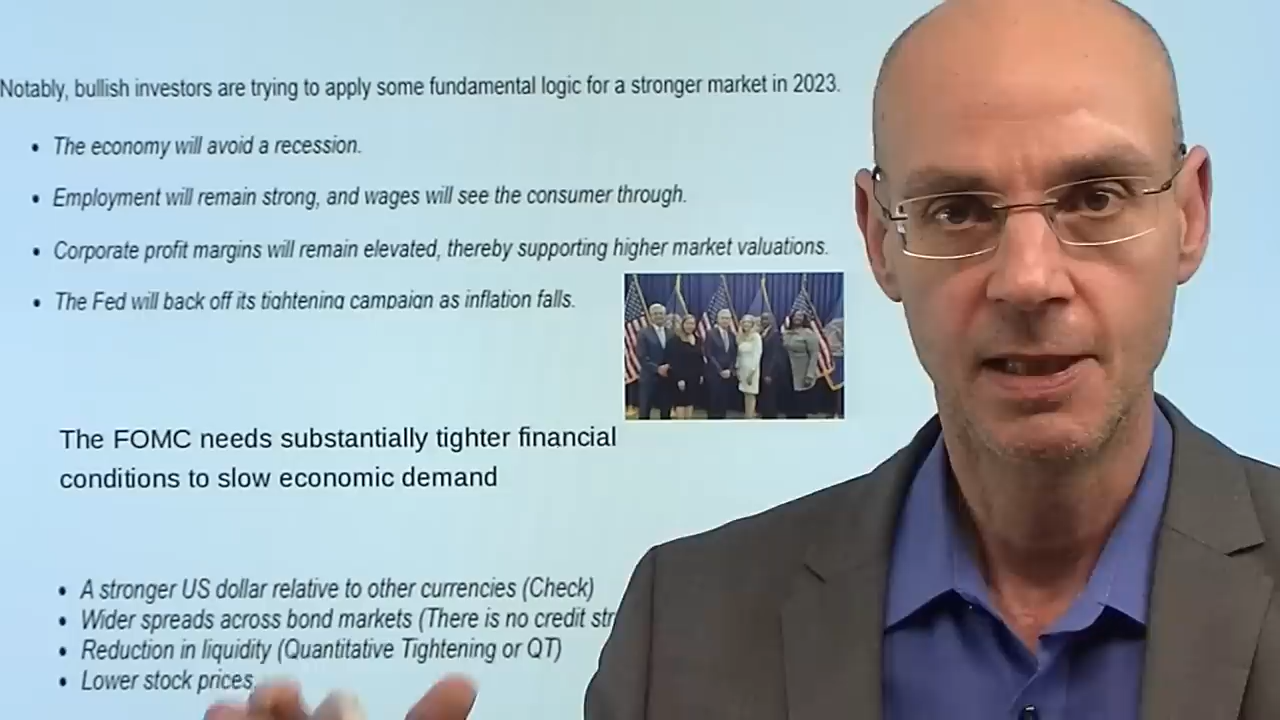 Notably, bullish investors are trying to apply some fundamental logic for a stronger market in 2023.
• The economy will avoid a recession.
• Employment will remain strong, and wages will see the consumer through.
• Corporate profit margins will remain elevated, thereby supporting higher market valuations.
• The Fed will back off its tightening campaign as inflation falls.
The FOMC needs substantially tighter financial
conditions to slow economic demand
• A stronger US dollar relative to other currencies (Check)
• Wider spreads across bond markets (There is no credit
• Reduction in liquidity (Quantitative Tightening or QT)
• Lower stock prices